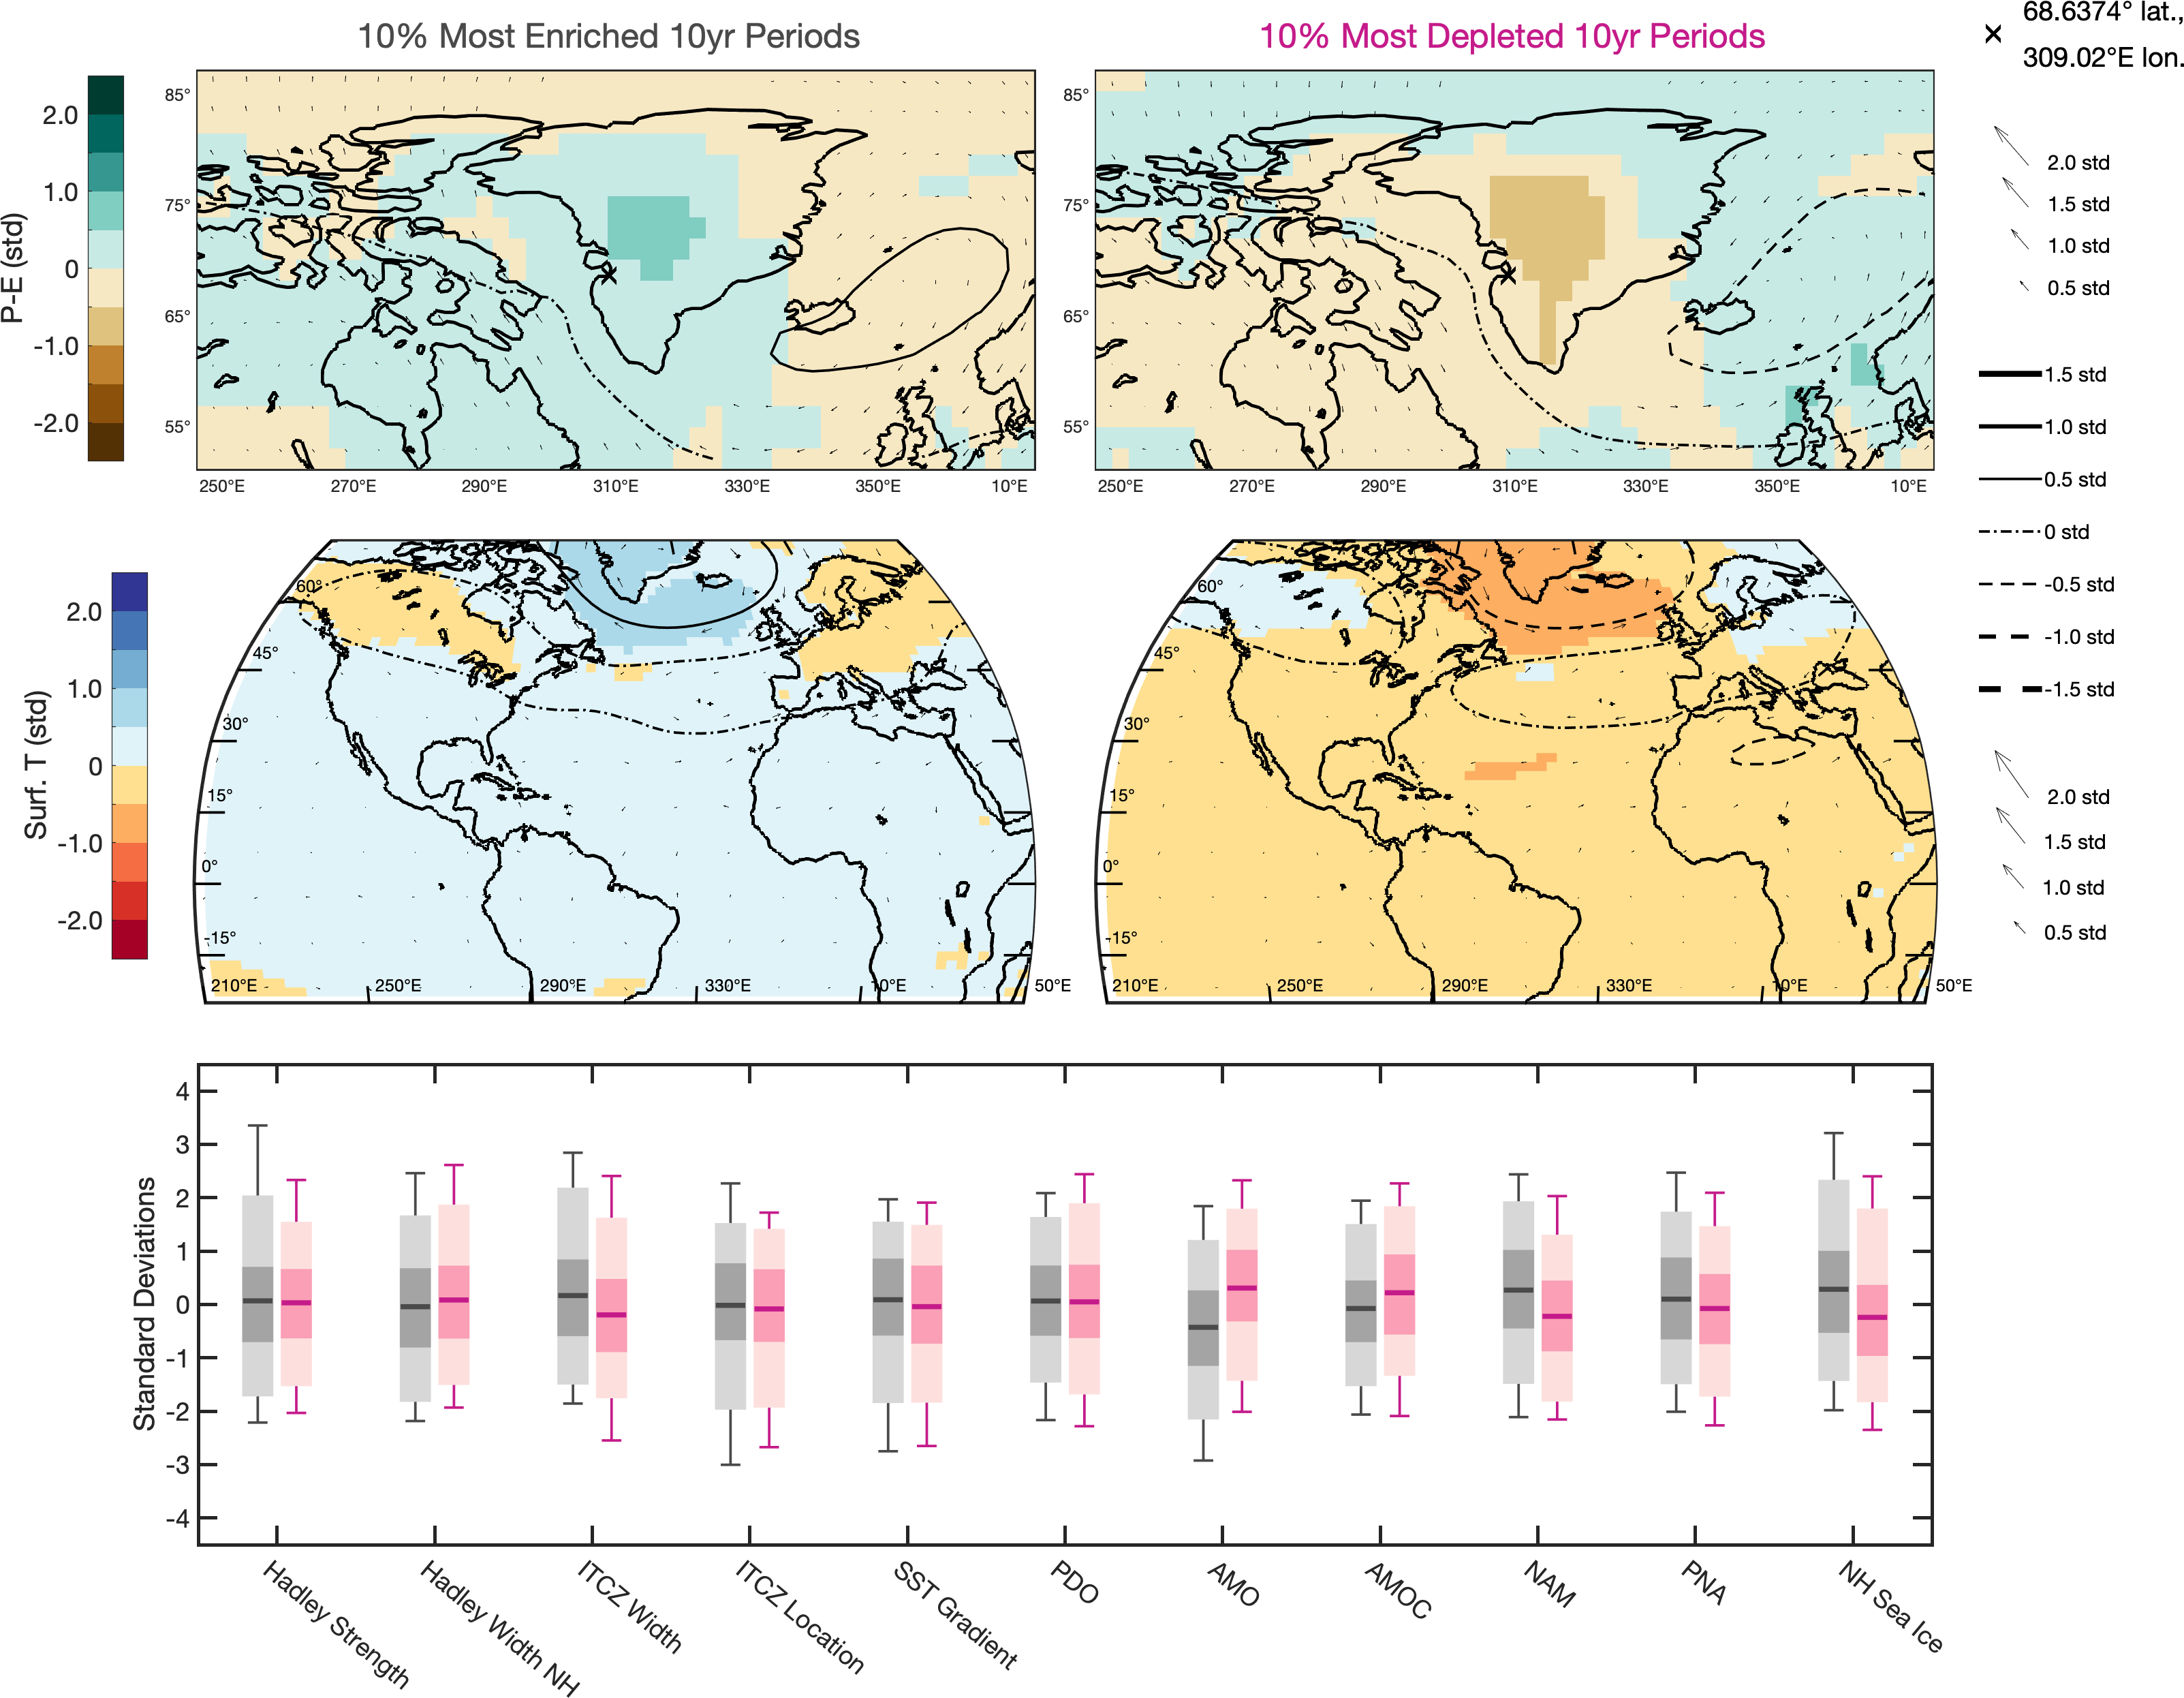 10% Most Enriched 10yr Periods
10% Most Depleted 10yr Periods
68.6374° lat.,
309.02°E lon.
P-E (std)
2.0
1.0
0
-1.0
-2.0
85°
75°
65°
55°
250°E 270°E 290°E 310°E 330°E 350°E 10°E
85°
75°
65°
55°
250°E 270°E 290°E 310°E 330°E 350°E 10°E
2.0 std
1.5 std
1.0 std
0.5 std
1.5 std
1.0 std
0.5 std
0 std
-0.5 std
-1.0 std
-1.5 std
Surf. T (std)
2.0
1.0
0
-1.0
-2.0
60°
45°
30°
15°
0°
-15°
210°E 250°E 290°E 330°E 10°E 50°E
60°
45°
30°
15°
0°
-15°
210°E 250°E 290°E 330°E 10°E 50°E
2.0 std
1.5 std
1.0 std
0.5 std
Standard Deviations
4
3
2
1
0
-1
-2
-3
-4
Hadley Strength
Hadley Width NH
ITCZ Width
ITCZ Location
SST Gradient
PDO
AMO
AMOC
NAM
PNA
NH Sea Ice